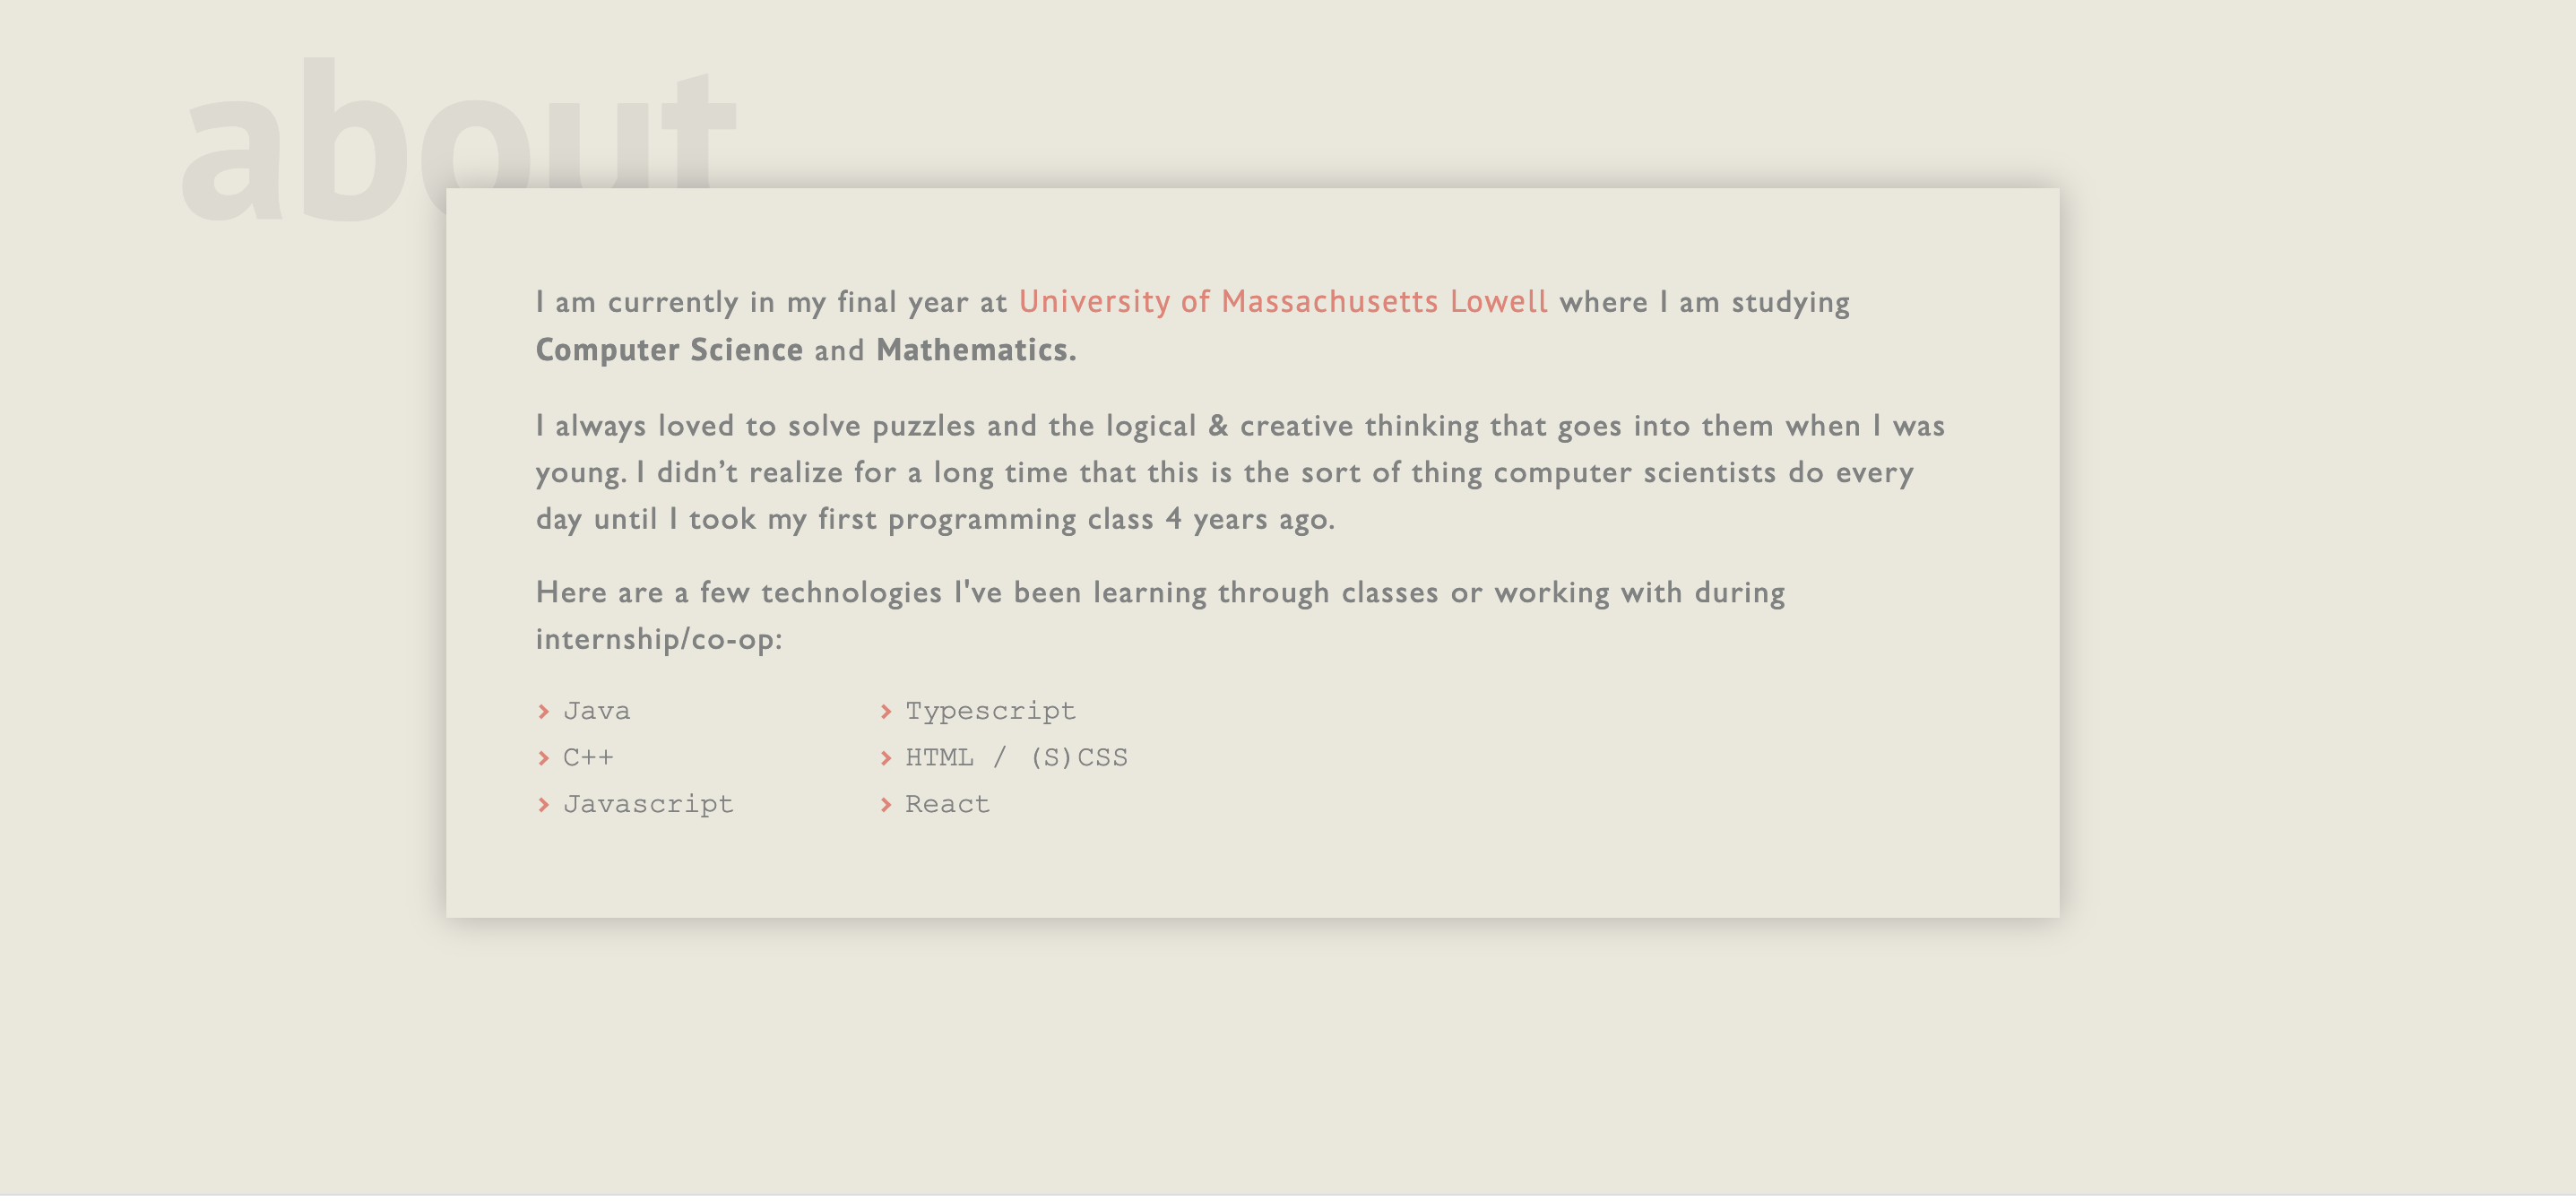 about
I am currently in my final year at University of Massachusetts Lowell where I am studying
Computer Science and Mathematics.
I always loved to solve puzzles and the logical & creative thinking that goes into them when I was
young. I didn’t realize for a long time that this is the sort of thing computer scientists do every
day until I took my first programming class 4 years ago.
Here are a few technologies I've been learning through classes or working with during
internship/co-op:
› Java
› C++
› Javascript
› Typescript
› HTML / (S)CSS
› React